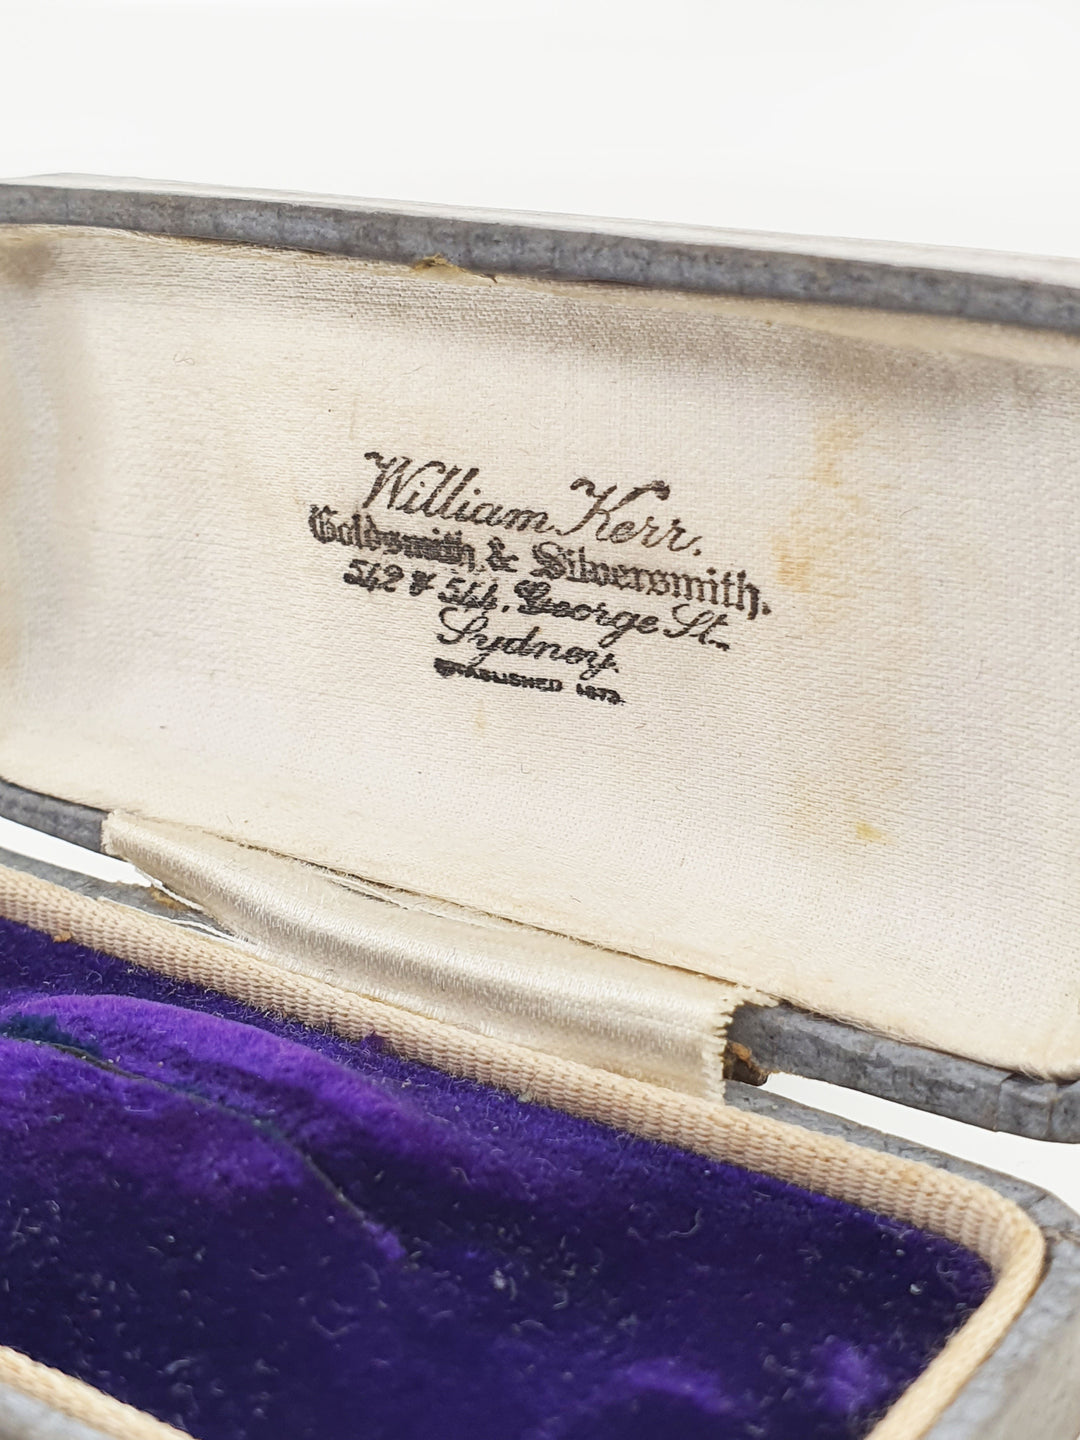 William Kerr.
Goldsmith & Silversmith.
542 & 544. George St.
Sydney.
ESTABLISHED